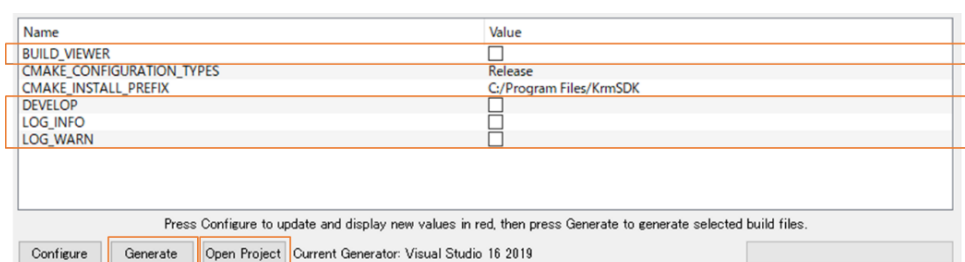 Name Value
BUILD_VIEWER
CMAKE_CONFIGURATION_TYPES Release
CMAKE_INSTALL_PREFIX C:/Program Files/KrmSDK
DEVELOP
LOG_INFO
LOG_WARN
Press Configure to update and display new values in red, then press Generate to generate selected build files.
Configure Generate Open Project Current Generator: Visual Studio 16 2019